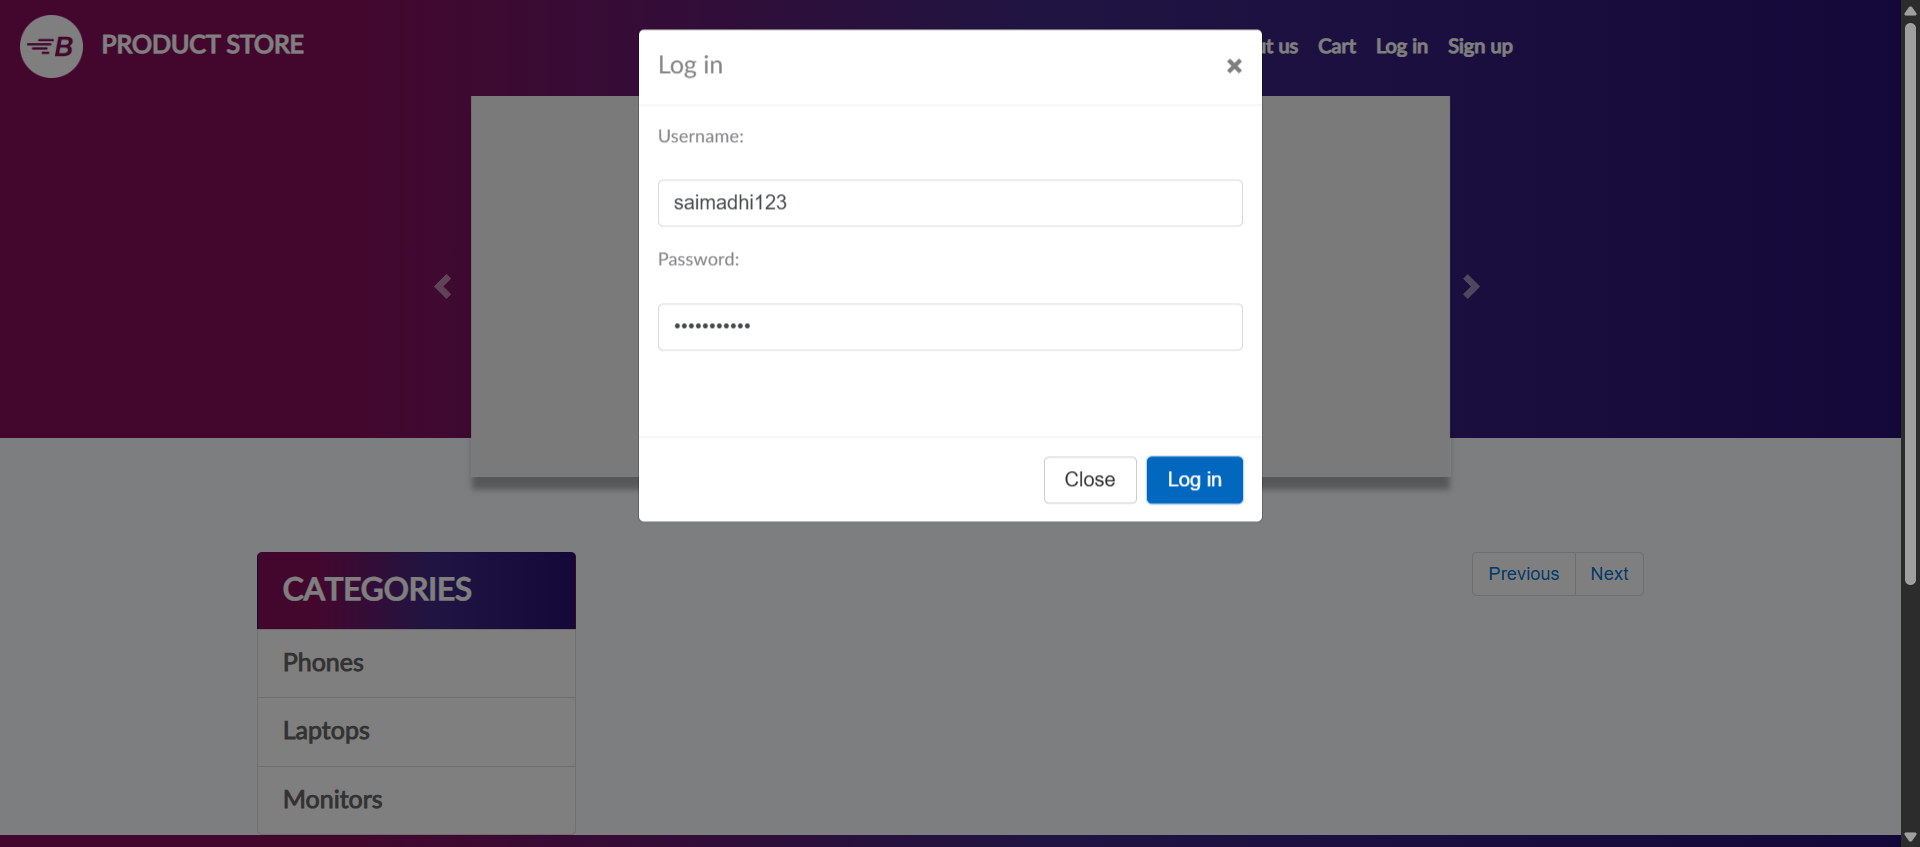 B PRODUCT STORE
ut us Cart Log in Sign up
Log in
Username:
saimadhi123
Password:
•••••••••••
Close Log in
CATEGORIES
Phones
Laptops
Monitors
Previous Next